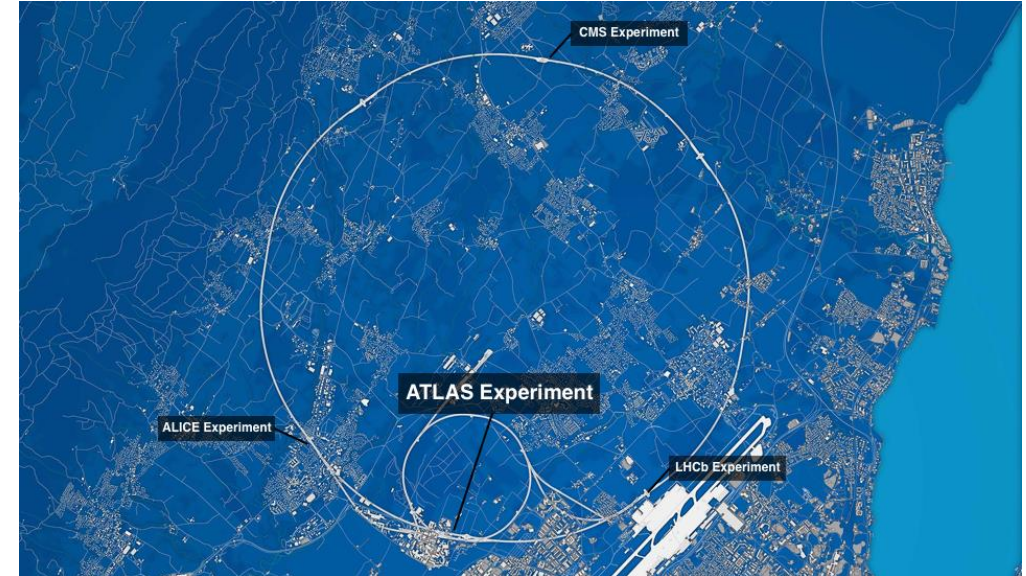 CMS Experiment
ATLAS Experiment
ALICE Experiment
LHCb Experiment